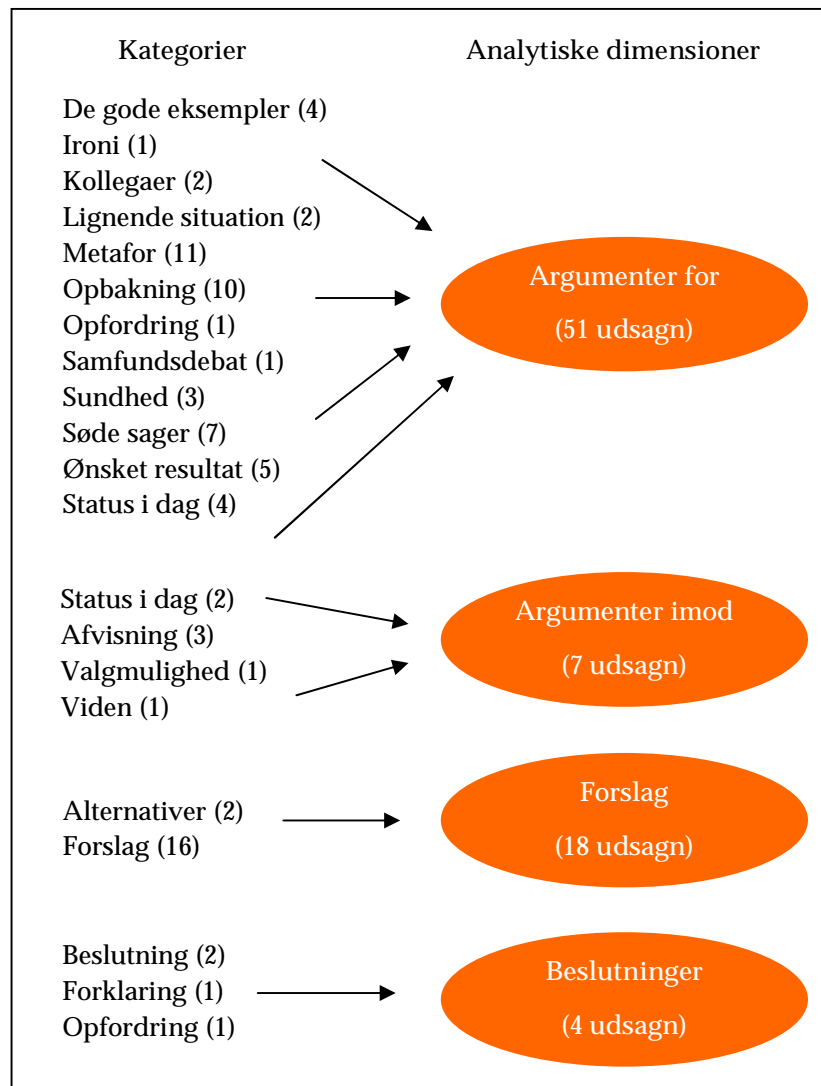 Kategorier
Analytiske dimensioner
De gode eksempler (4)
Ironi (1)
Kollegaer (2)
Lignende situation (2)
Metafor (11)
Opbakning (10)
Opfordring (1)
Samfundsdebat (1)
Sundhed (3)
Søde sager (7)
Ønsket resultat (5)
Status i dag (4)
Argumenter for
(51 udsagn)
Status i dag (2)
Afvisning (3)
Valgmulighed (1)
Viden (1)
Argumenter imod
(7 udsagn)
Alternativer (2)
Forslag (16)
Forslag
(18 udsagn)
Beslutning (2)
Forklaring (1)
Opfordring (1)
Beslutninger
(4 udsagn)